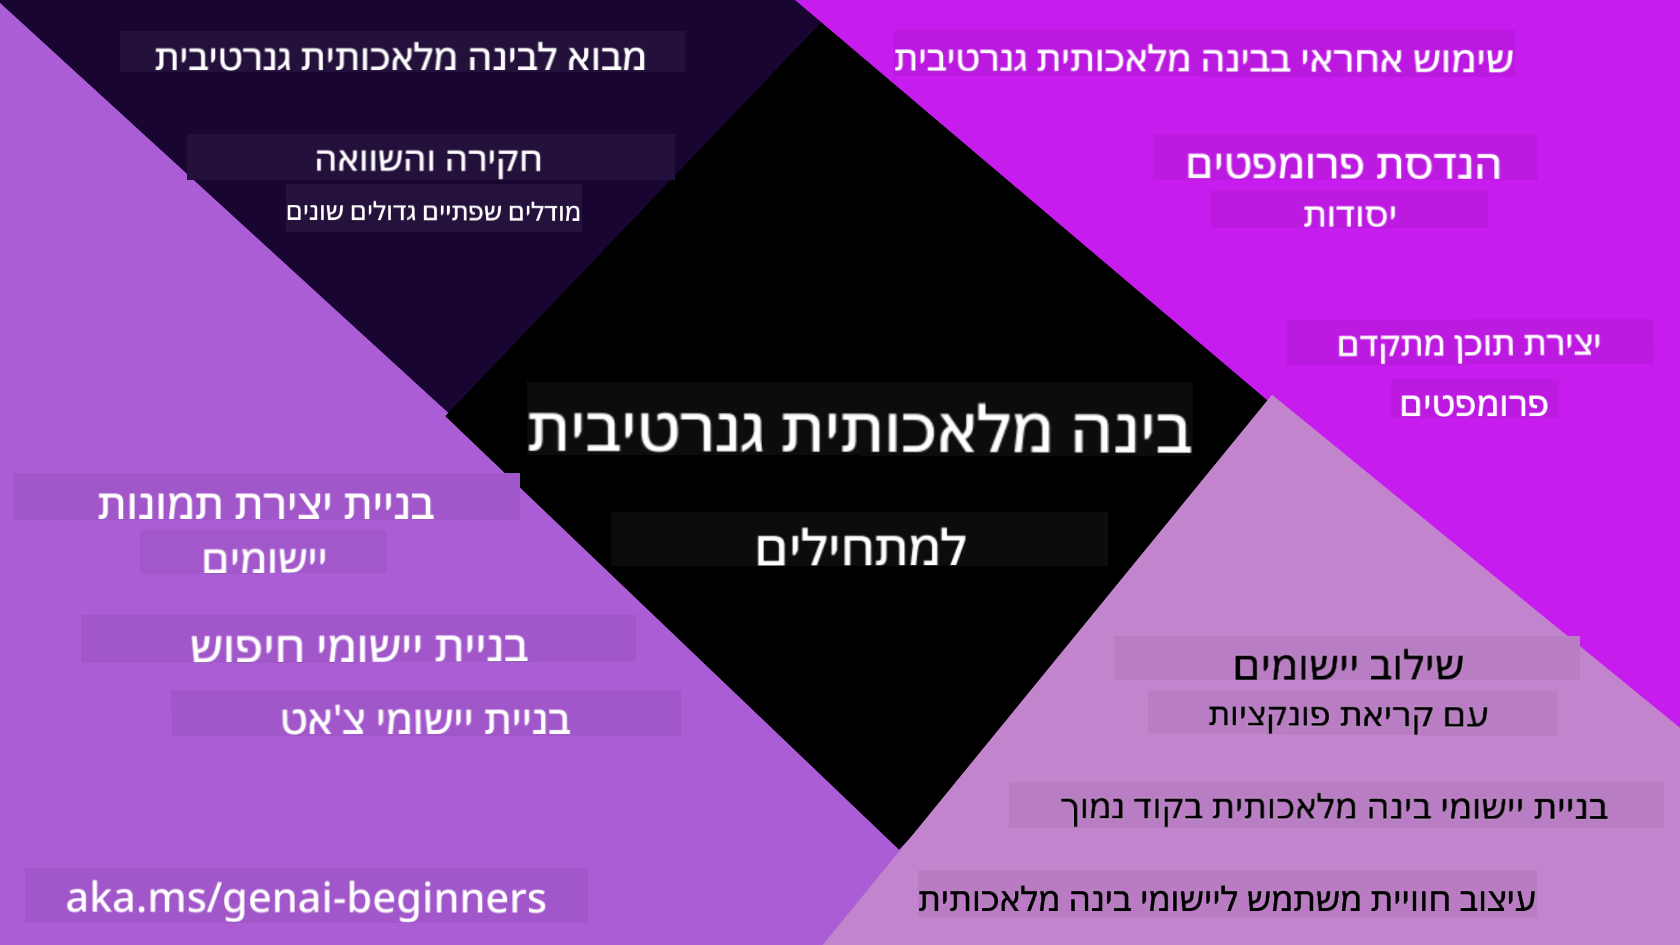 מבוא לבינה מלאכותית גנרטיבית
חקירה והשוואה
מודלים שפתיים גדולים שונים
שימוש אחראי בבינה מלאכותית גנרטיבית
הנדסת פרומפטים
יסודות
יצירת תוכן מתקדם
פרומפטים
בינה מלאכותית גנרטיבית
למתחילים
בניית יצירת תמונות
יישומים
בניית יישומי חיפוש
בניית יישומי צ'אט
שילוב יישומים
עם קריאת פונקציות
בניית יישומי בינה מלאכותית בקוד נמוך
עיצוב חוויית משתמש ליישומי בינה מלאכותית
aka.ms/genai-beginners